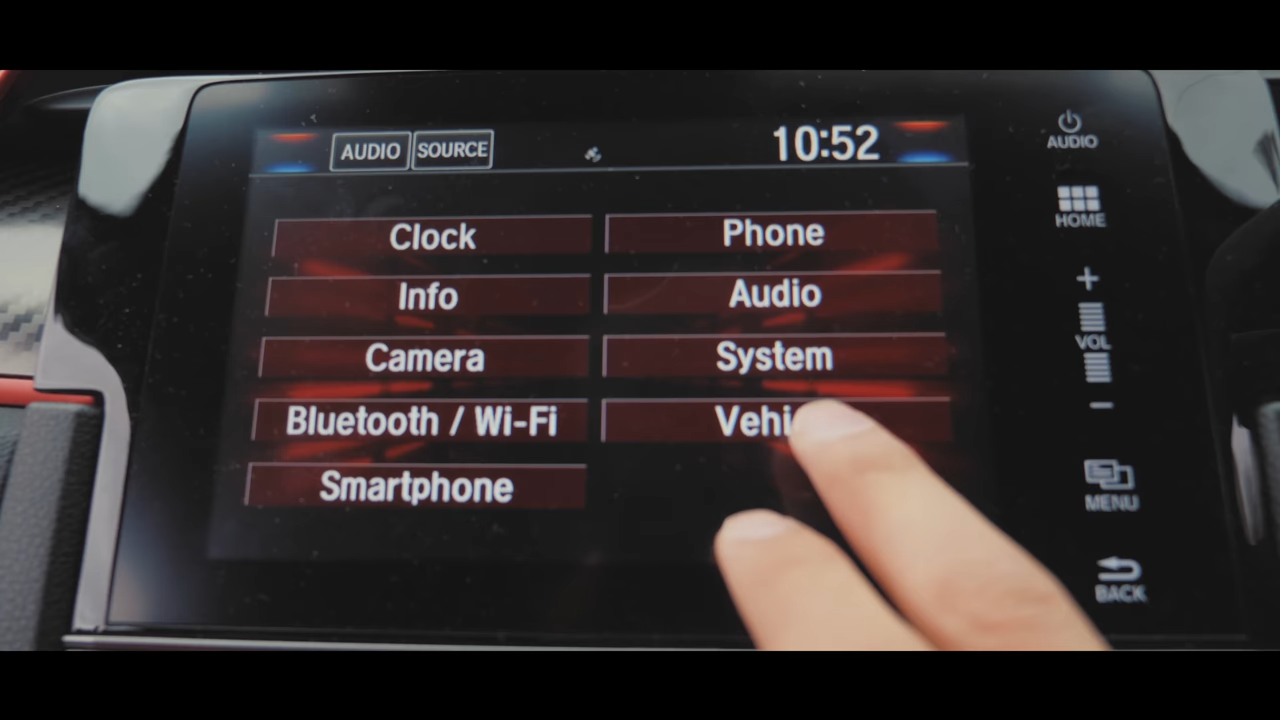 AUDIO SOURCE 10:52
Clock
Phone
Info
Audio
Camera
System
Bluetooth / Wi-Fi
Vehi
Smartphone
AUDIO
HOME
+
VOL
-
MENU
BACK